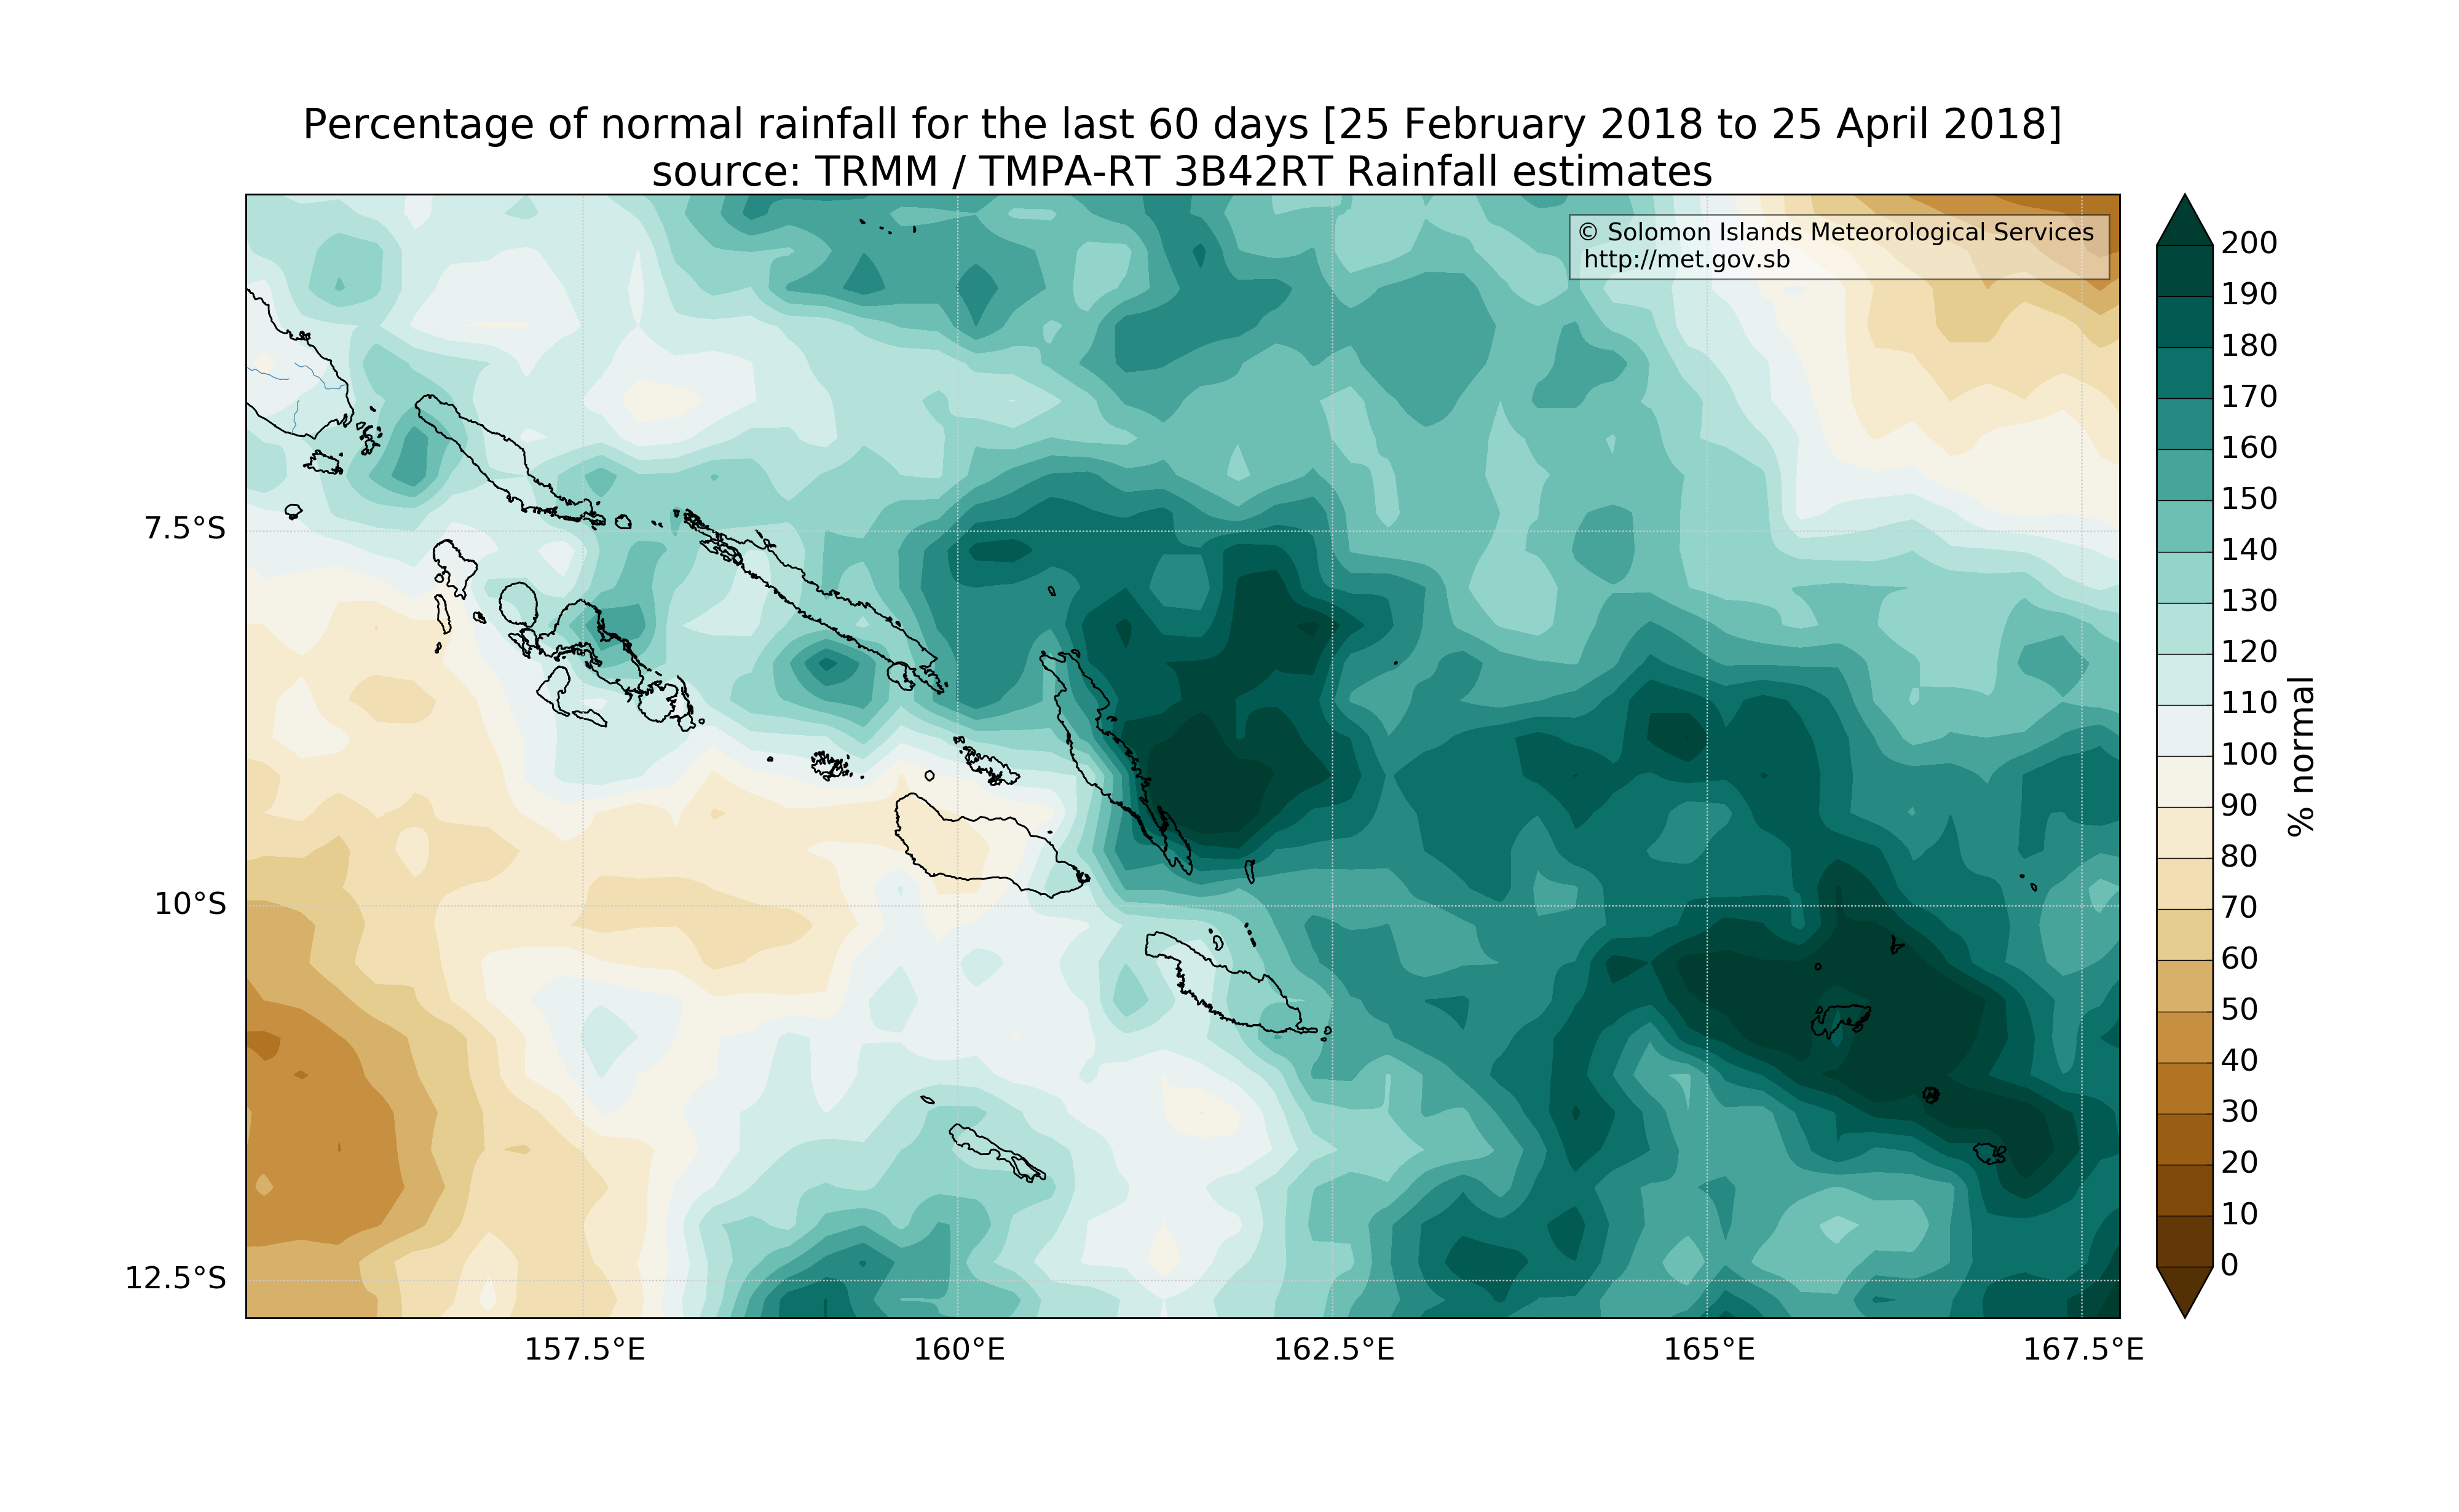 Percentage of normal rainfall for the last 60 days [25 February 2018 to 25 April 2018]
source: TRMM / TMPA-RT 3B42RT Rainfall estimates
© Solomon Islands Meteorological Services
http://met.gov.sb
7.5°S
10°S
12.5°S
157.5°E
160°E
162.5°E
165°E
167.5°E
200
190
180
170
160
150
140
130
120
110
100
90
80
70
60
50
40
30
20
10
0
% normal